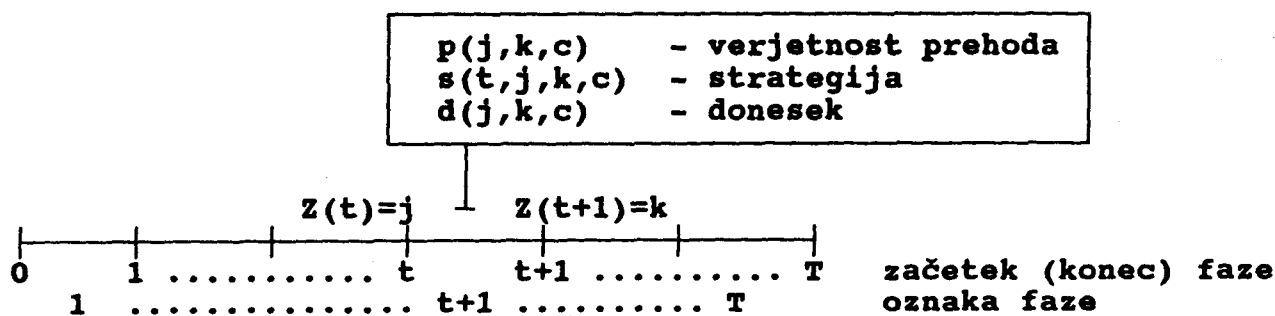 p(j,k,c) - verjetnost prehoda
s(t,j,k,c) - strategija
d(j,k,c) - donesek
Z(t)=j Z(t+1)=k
0 1 ........... t t+1 .......... T začetek (konec) faze
1 .............. t+1 ......... T oznaka faze